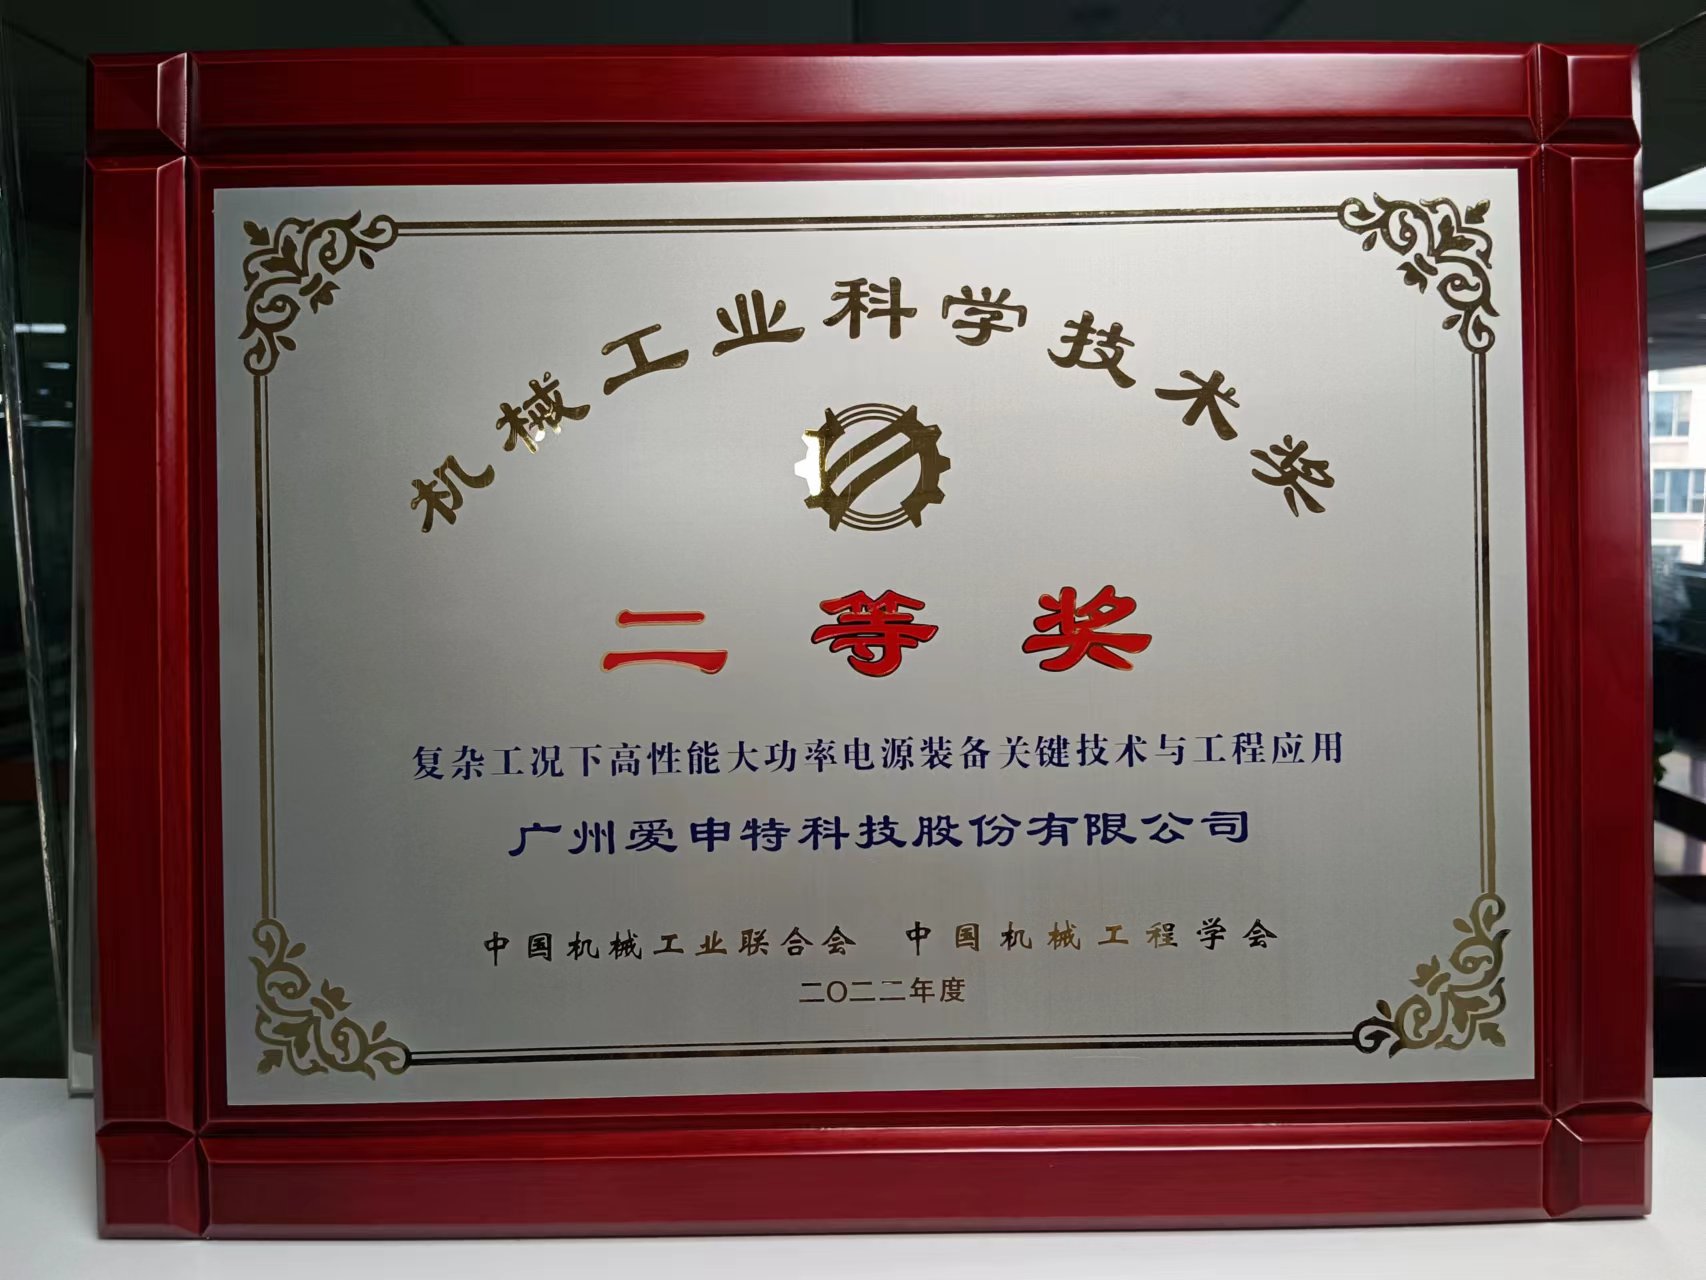 机械工业科学技术奖
二等奖
复杂工况下高性能大功率电源装备关键技术与工程应用
广州爱申特科技股份有限公司
中国机械工业联合会 中国机械工程学会
二〇二二年度